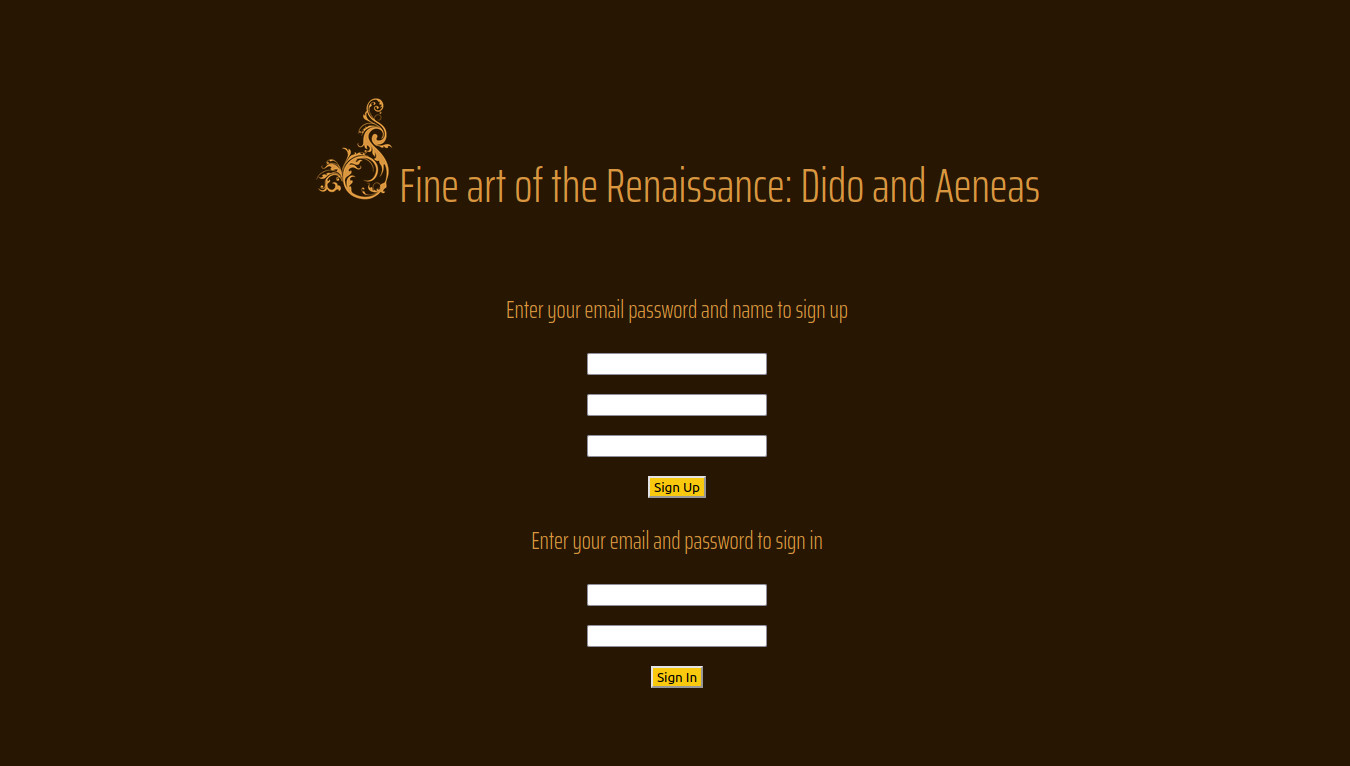 Fine art of the Renaissance: Dido and Aeneas
Enter your email password and name to sign up
Sign Up
Enter your email and password to sign in
Sign In